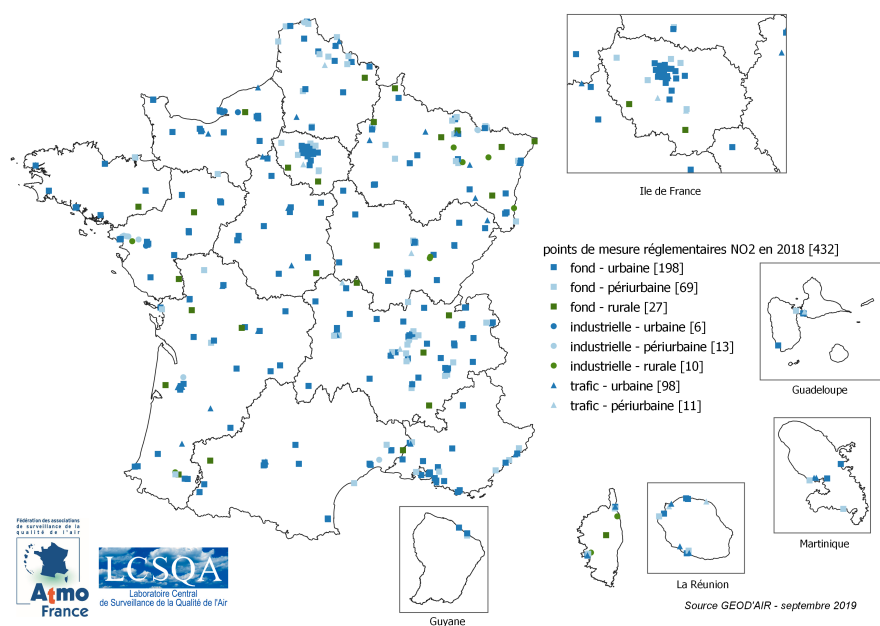 Ile de France
points de mesure réglementaires NO2 en 2018 [432]
fond - urbaine [198]
fond - périurbaine [69]
fond - rurale [27]
industrielle - urbaine [6]
industrielle - périurbaine [13]
industrielle - rurale [10]
trafic - urbaine [98]
trafic - périurbaine [11]
Guadeloupe
Martinique
La Réunion
Guyane
Fédération des associations
de surveillance de la
qualité de l'air
Atmo
France
LCSQA
Laboratoire Central
de Surveillance de la Qualité de l'Air
Source GEOD'AIR - septembre 2019